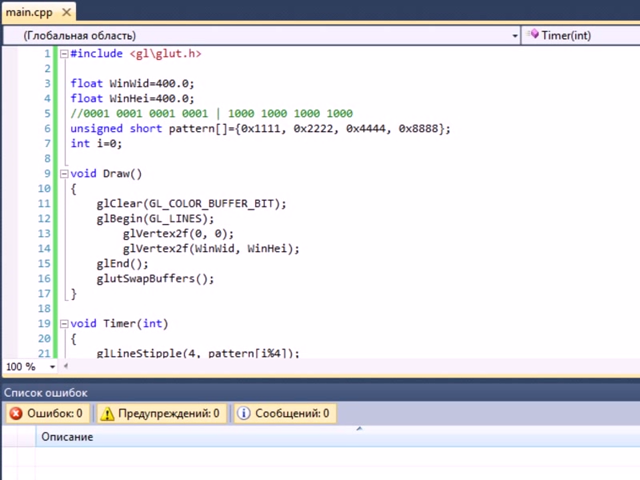 main.cpp
(Глобальная область)
Timer(int)
1 #include <gl\glut.h>
2
3 float WinWid=400.0;
4 float WinHei=400.0;
5 //0001 0001 0001 0001 | 1000 1000 1000 1000
6 unsigned short pattern[]={0x1111, 0x2222, 0x4444, 0x8888};
7 int i=0;
8
9 void Draw()
10 {
11 glClear(GL_COLOR_BUFFER_BIT);
12 glBegin(GL_LINES);
13 glVertex2f(0, 0);
14 glVertex2f(WinWid, WinHei);
15 glEnd();
16 glutSwapBuffers();
17 }
18
19 void Timer(int)
20 {
21 glLineStipple(4, pattern[i%4]);
100 %
Список ошибок
Ошибок: 0
Предупреждений: 0
Сообщений: 0
Описание